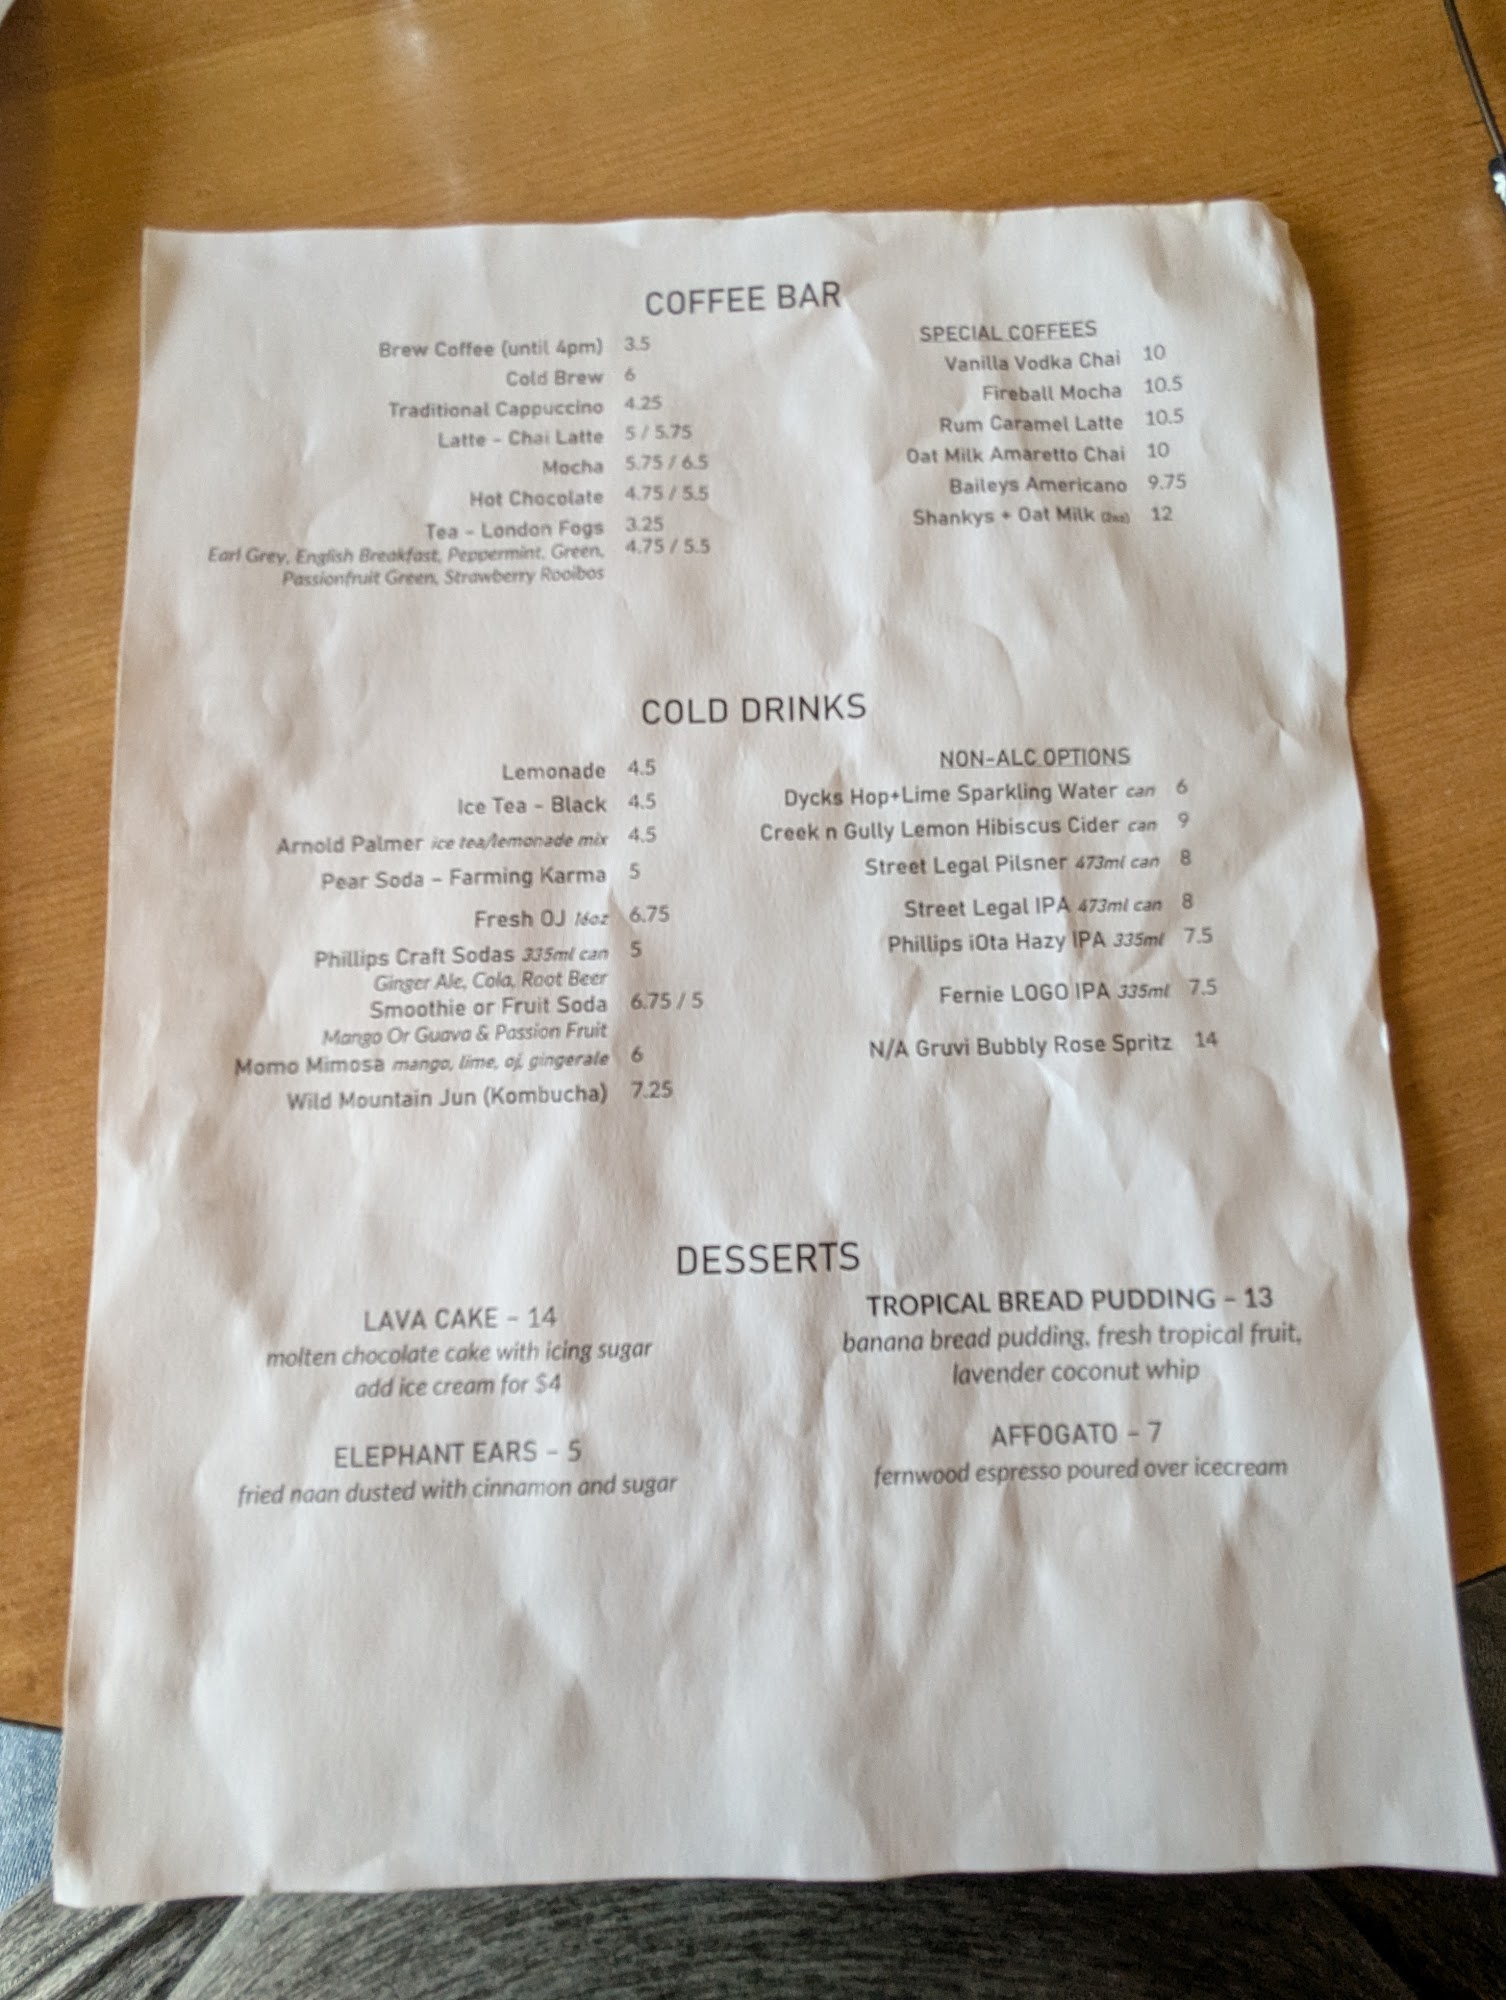 COFFEE BAR
Brew Coffee (until 4pm) 3.5
Cold Brew 6
Traditional Cappuccino 4.25
Latte - Chai Latte 5 / 5.75
Mocha 5.75 / 6.5
Hot Chocolate 4.75 / 5.5
Tea - London Fogs 3.25
Earl Grey, English Breakfast, Peppermint, Green, 4.75 / 5.5
Passionfruit Green, Strawberry Rooibos
SPECIAL COFFEES
Vanilla Vodka Chai 10
Fireball Mocha 10.5
Rum Caramel Latte 10.5
Oat Milk Amaretto Chai 10
Baileys Americano 9.75
Shankys + Oat Milk (2oz) 12
COLD DRINKS
Lemonade 4.5
Ice Tea - Black 4.5
Arnold Palmer ice tea/lemonade mix 4.5
Pear Soda - Farming Karma 5
Fresh OJ 16oz 6.75
Phillips Craft Sodas 335ml can 5
Ginger Ale, Cola, Root Beer
Smoothie or Fruit Soda 6.75 / 5
Mango Or Guava & Passion Fruit
Momo Mimosa mango, lime, oj, gingerale 6
Wild Mountain Jun (Kombucha) 7.25
NON-ALC OPTIONS
Dycks Hop+Lime Sparkling Water can 6
Creek n Gully Lemon Hibiscus Cider can 9
Street Legal Pilsner 473ml can 8
Street Legal IPA 473ml can 8
Phillips iOta Hazy IPA 335ml 7.5
Fernie LOGO IPA 335ml 7.5
N/A Gruvi Bubbly Rose Spritz 14
DESSERTS
LAVA CAKE - 14
molten chocolate cake with icing sugar
add ice cream for $4
ELEPHANT EARS - 5
fried naan dusted with cinnamon and sugar
TROPICAL BREAD PUDDING - 13
banana bread pudding, fresh tropical fruit,
lavender coconut whip
AFFOGATO - 7
fernwood espresso poured over icecream